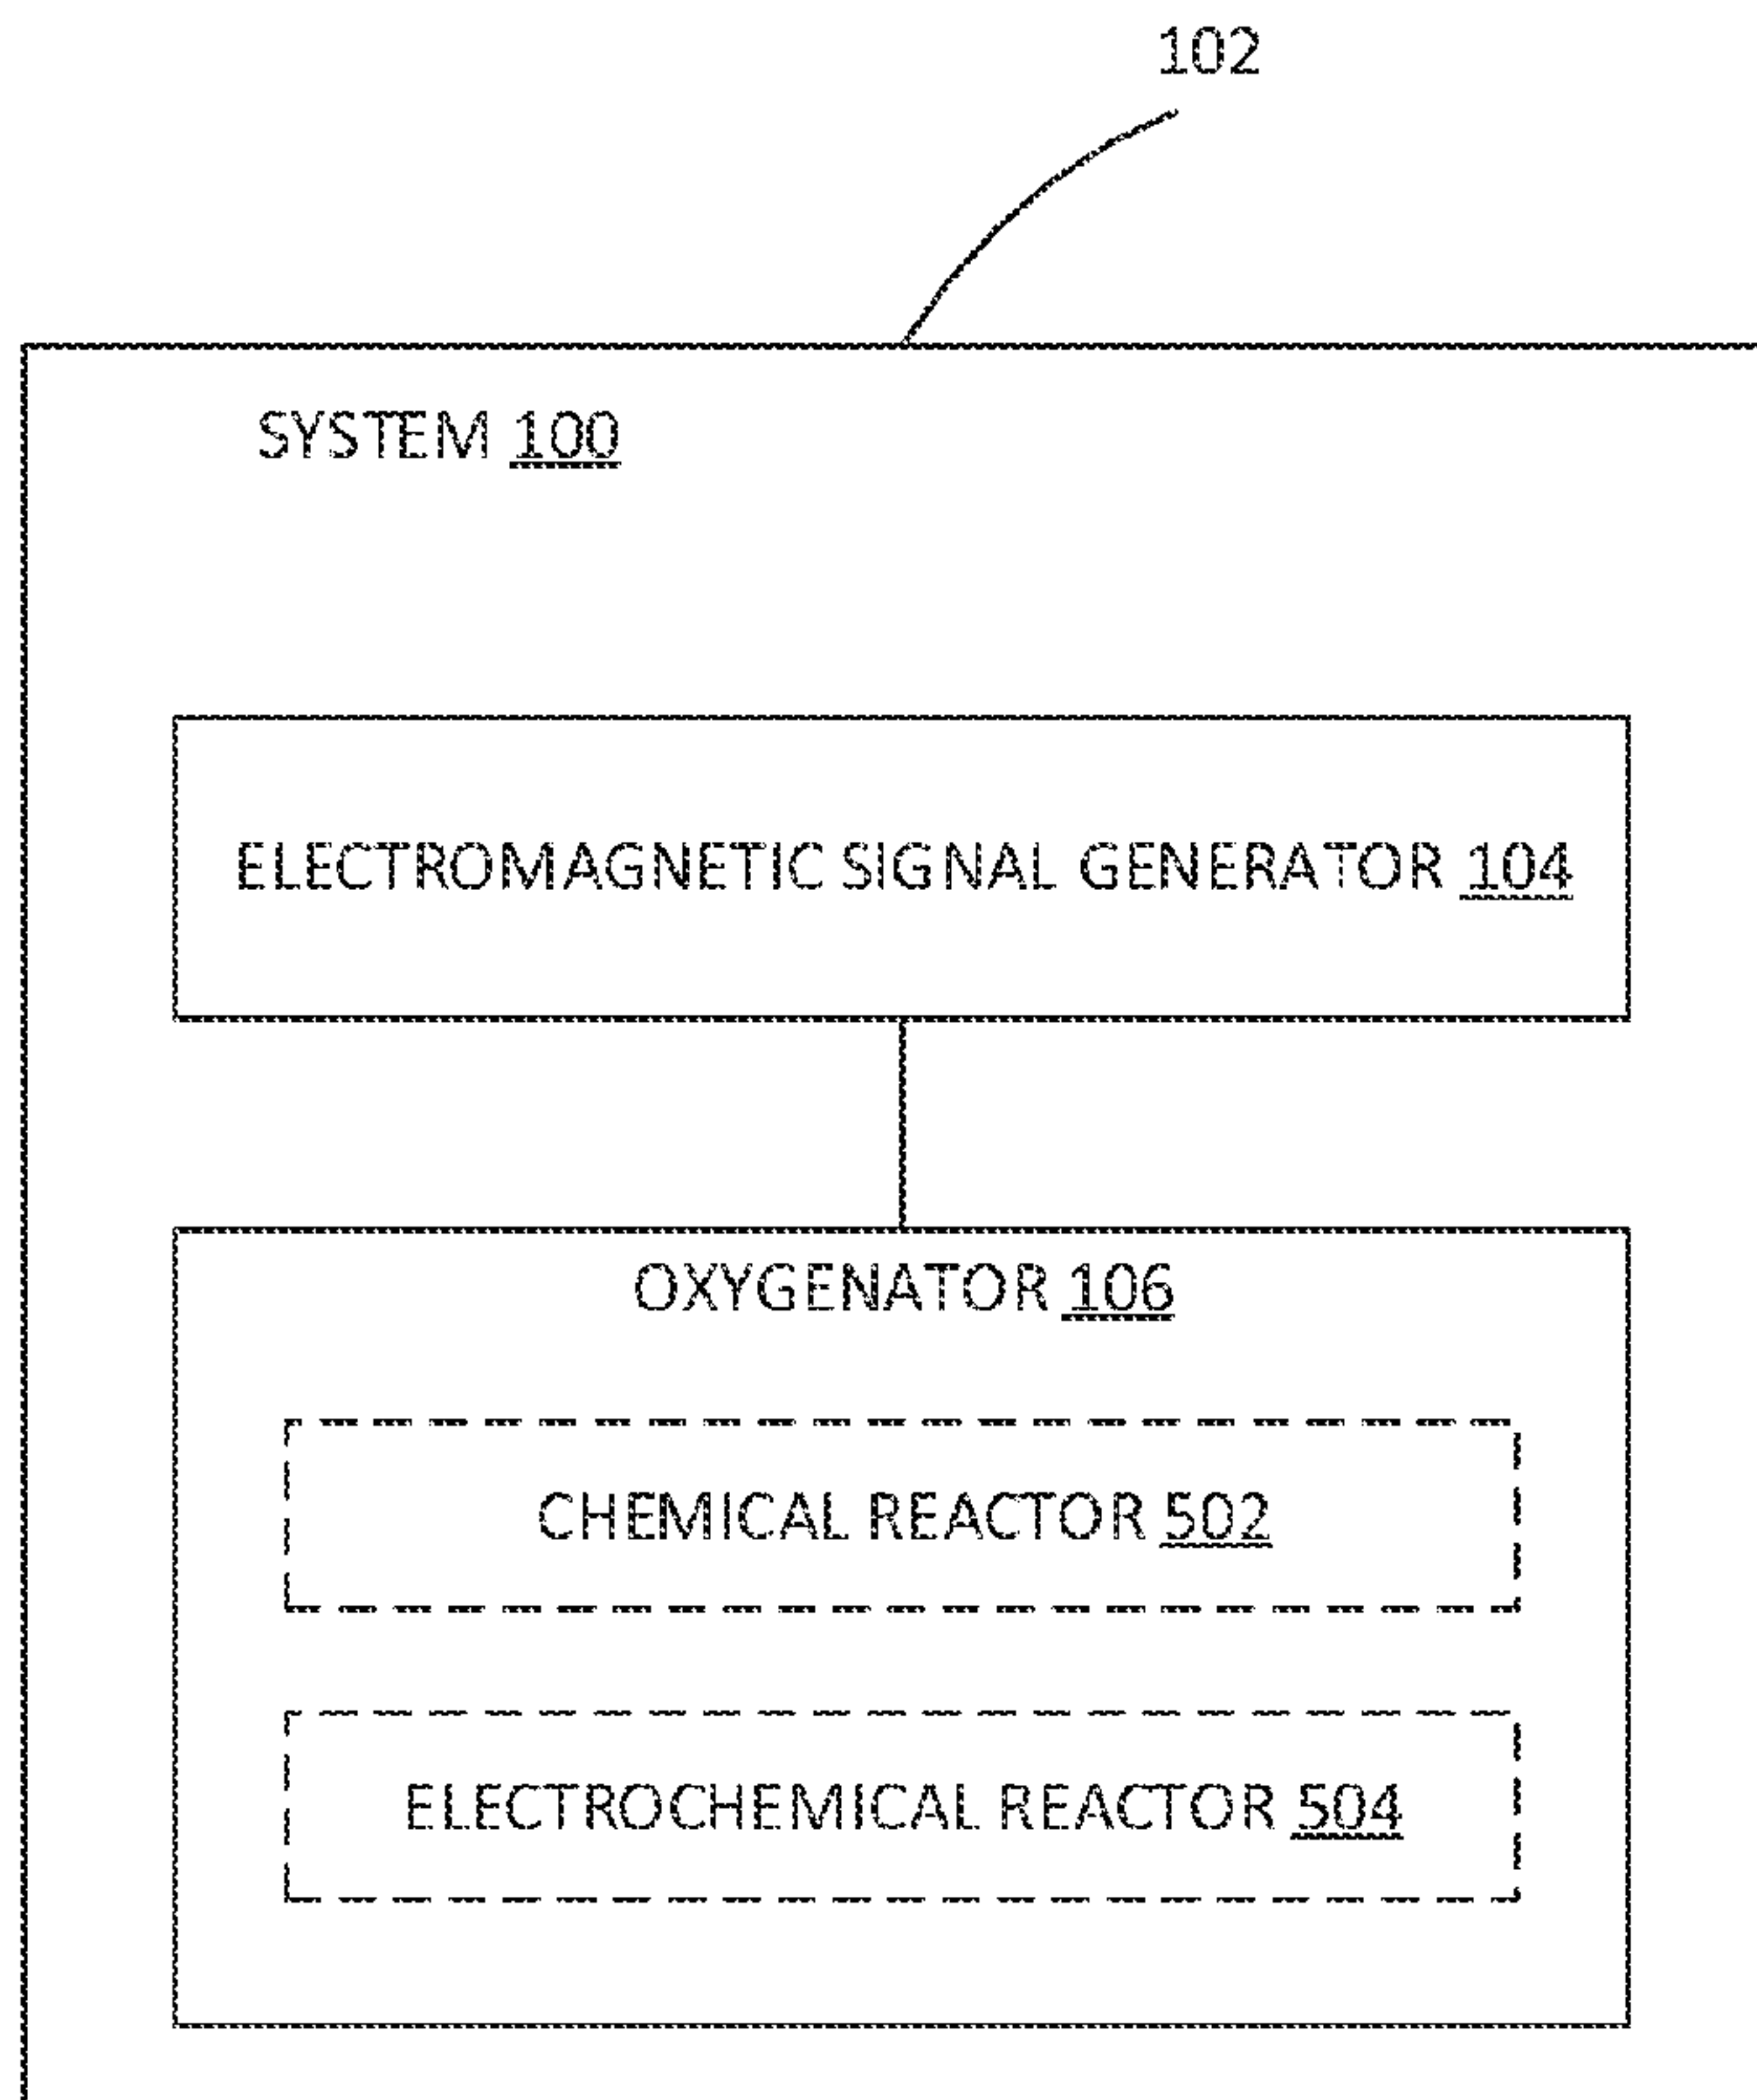 102
SYSTEM 100
ELECTROMAGNETIC SIGNAL GENERATOR 104
OXYGENATOR 106
CHEMICAL REACTOR 502
ELECTROCHEMICAL REACTOR 504